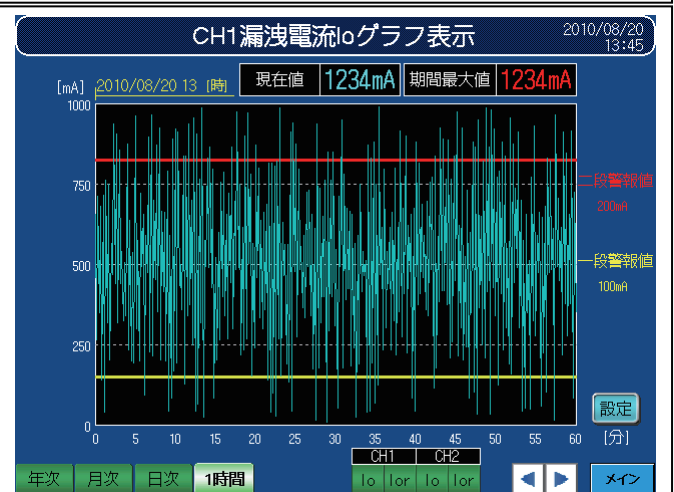 CH1漏洩電流Ioグラフ表示
2010/08/20
13:45
[mA] 2010/08/20 13 [時] 現在値 1234mA 期間最大値 1234mA
1000
750
500
250
0
二段警報値
200mA
一段警報値
100mA
設定
0 5 10 15 20 25 30 35 40 45 50 55 60 [分]
CH1 CH2
年次 月次 日次 1時間 Io Ior Io Ior ◀ ▶ メイン